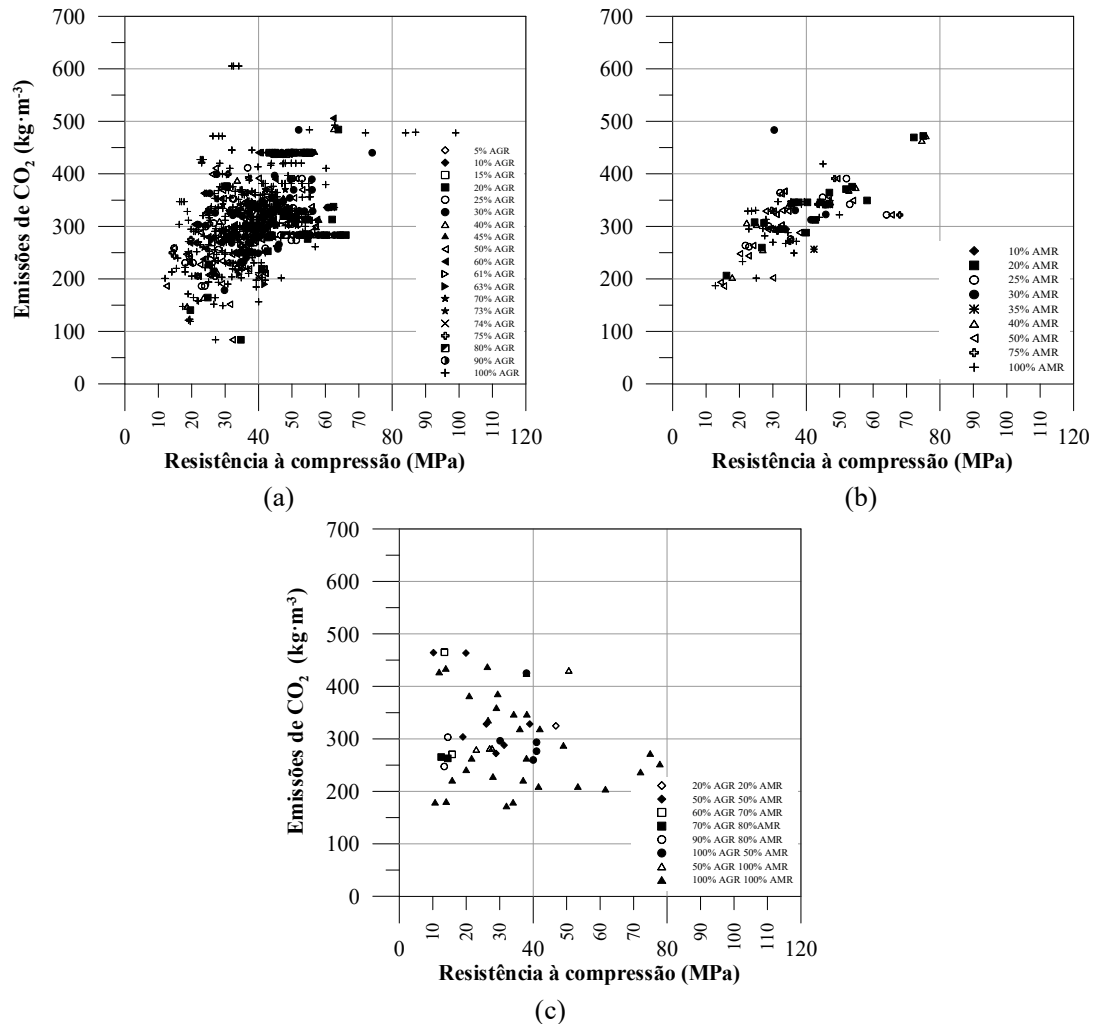 700
600
500
400
300
200
100
0
Emissões de CO₂ (kg·m⁻³)
5% AGR
10% AGR
15% AGR
20% AGR
25% AGR
30% AGR
40% AGR
45% AGR
50% AGR
60% AGR
61% AGR
63% AGR
70% AGR
73% AGR
74% AGR
75% AGR
80% AGR
90% AGR
100% AGR
10 20 30 50 60 70 90 100 110
0 40 80 120
Resistência à compressão (MPa)
(a)
700
600
500
400
300
200
100
0
10% AMR
20% AMR
25% AMR
30% AMR
35% AMR
40% AMR
50% AMR
75% AMR
100% AMR
10 20 30 50 60 70 90 100 110
0 40 80 120
Resistência à compressão (MPa)
(b)
700
600
500
400
300
200
100
0
Emissões de CO₂ (kg·m⁻³)
20% AGR 20% AMR
50% AGR 50% AMR
60% AGR 70% AMR
70% AGR 80%AMR
90% AGR 80% AMR
100% AGR 50% AMR
50% AGR 100% AMR
100% AGR 100% AMR
10 20 30 50 60 70 90 100 110
0 40 80 120
Resistência à compressão (MPa)
(c)